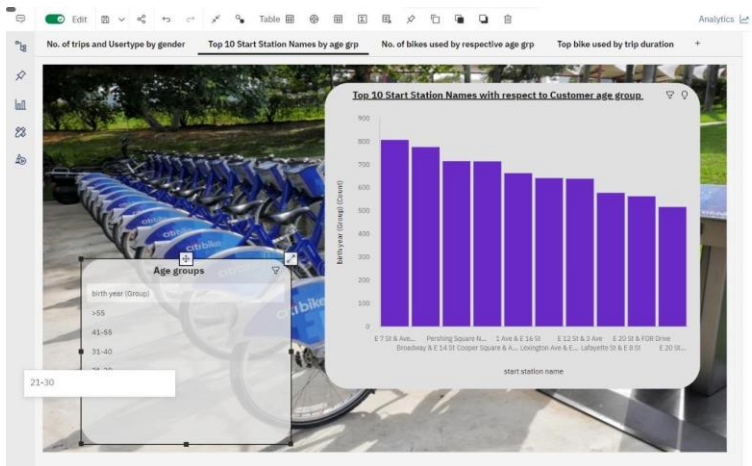 Edit
Table
Analytics
No. of trips and Usertype by gender
Top 10 Start Station Names by age grp
No. of bikes used by respective age grp
Top bike used by trip duration
+
Top 10 Start Station Names with respect to Customer age group
900
800
700
600
500
400
300
200
100
0
birth year (Group) (Count)
E 7 St & Ave... Pershing Square N... 1 Ave & E 16 St E 12 St & 3 Ave E 20 St & FDR Drive
Broadway & E 14 St Cooper Square & A... Lexington Ave & E... Lafayette St & E 8 St E 20 St...
start station name
citibike
citibike
citibike
Age groups
birth year (Group)
>55
41-55
31-40
21-30